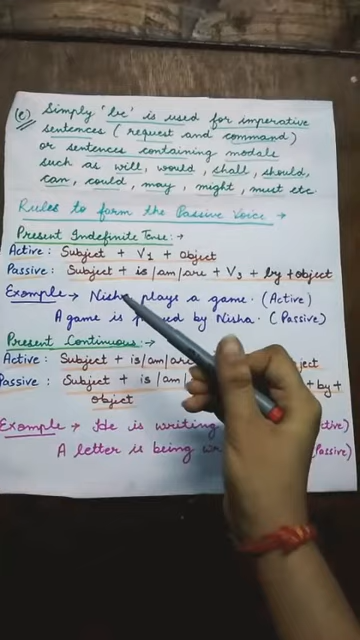 (e) Simply 'be' is used for imperative
sentences (request and command)
or sentences containing modals
such as will, would, shall, should,
can, could, may, might, must etc
Rules to form the Passive Voice →
Present Indefinite Tense:→
Active: Subject + V1 + Object
Passive: Subject + is/am/are + V3 + by + object
Example → Nisha plays a game. (Active)
A game is played by Nisha. (Passive)
Present Continuous:→
Active: Subject + is/am/are
Passive: Subject + is/am/ + by +
object
Example → He is writing
A letter is being (Passive)